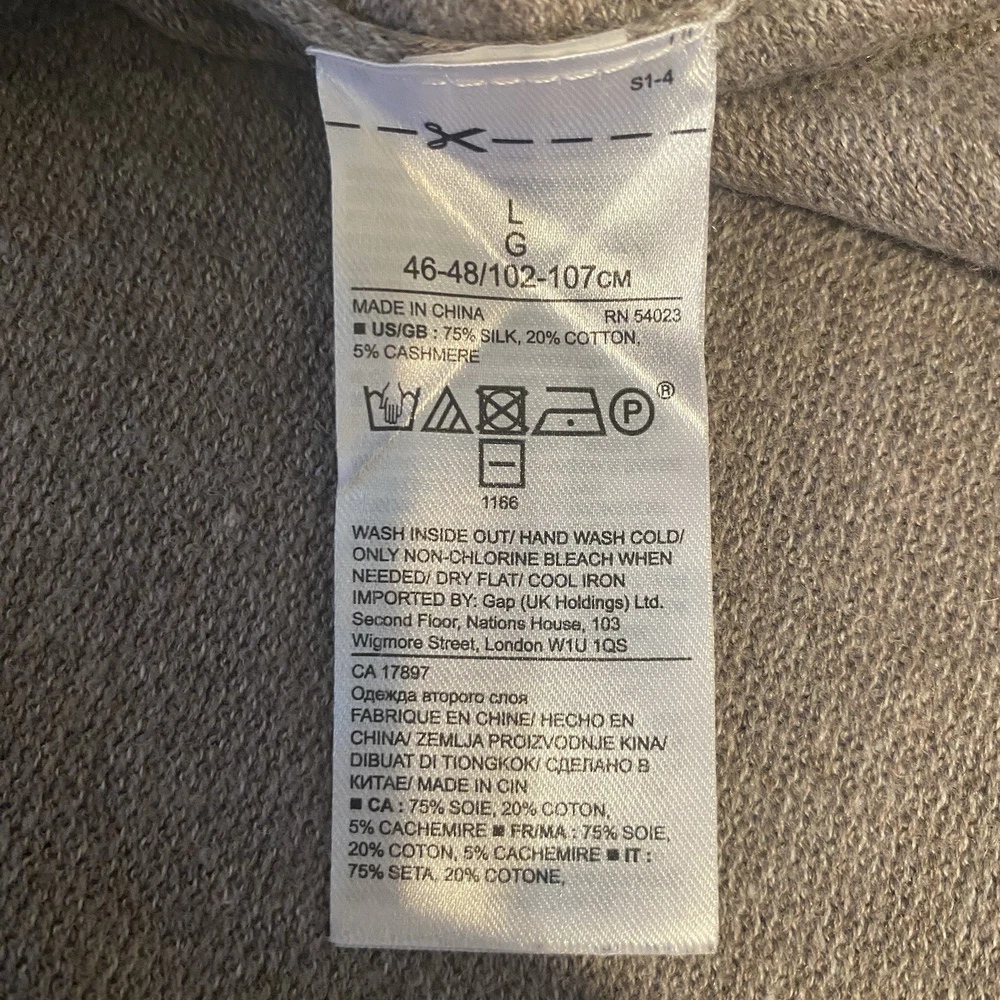 S1-4
L
G
46-48/102-107CM
MADE IN CHINA RN 54023
■ US/GB : 75% SILK, 20% COTTON,
5% CASHMERE
P ®
1166
WASH INSIDE OUT/ HAND WASH COLD/
ONLY NON-CHLORINE BLEACH WHEN
NEEDED/ DRY FLAT/ COOL IRON
IMPORTED BY: Gap (UK Holdings) Ltd.
Second Floor, Nations House, 103
Wigmore Street, London W1U 1QS
CA 17897
Одежда второго слоя
FABRIQUE EN CHINE/ HECHO EN
CHINA/ ZEMLJA PROIZVODNJE KINA/
DIBUAT DI TIONGKOK/ СДЕЛАНО В
КИТАЕ/ MADE IN CIN
■ CA : 75% SOIE, 20% COTON,
5% CACHEMIRE ■ FR/MA : 75% SOIE,
20% COTON, 5% CACHEMIRE ■ IT :
75% SETA, 20% COTONE,